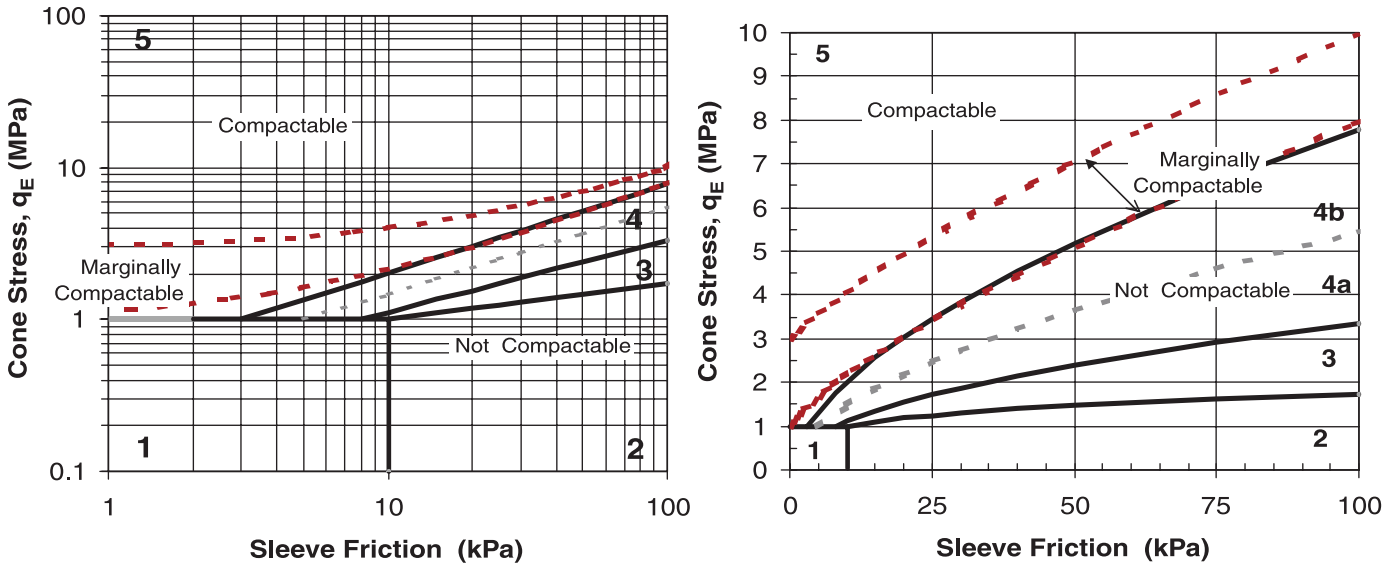 100
10
1
0.1
Cone Stress, qE (MPa)
5
Compactable
4
3
Marginally
Compactable
Not Compactable
1
2
1
10
100
Sleeve Friction (kPa)
10
9
8
7
6
5
4
3
2
1
0
Cone Stress, qE (MPa)
5
Compactable
Marginally
Compactable
4b
4a
Not Compactable
3
2
1
0
25
50
75
100
Sleeve Friction (kPa)